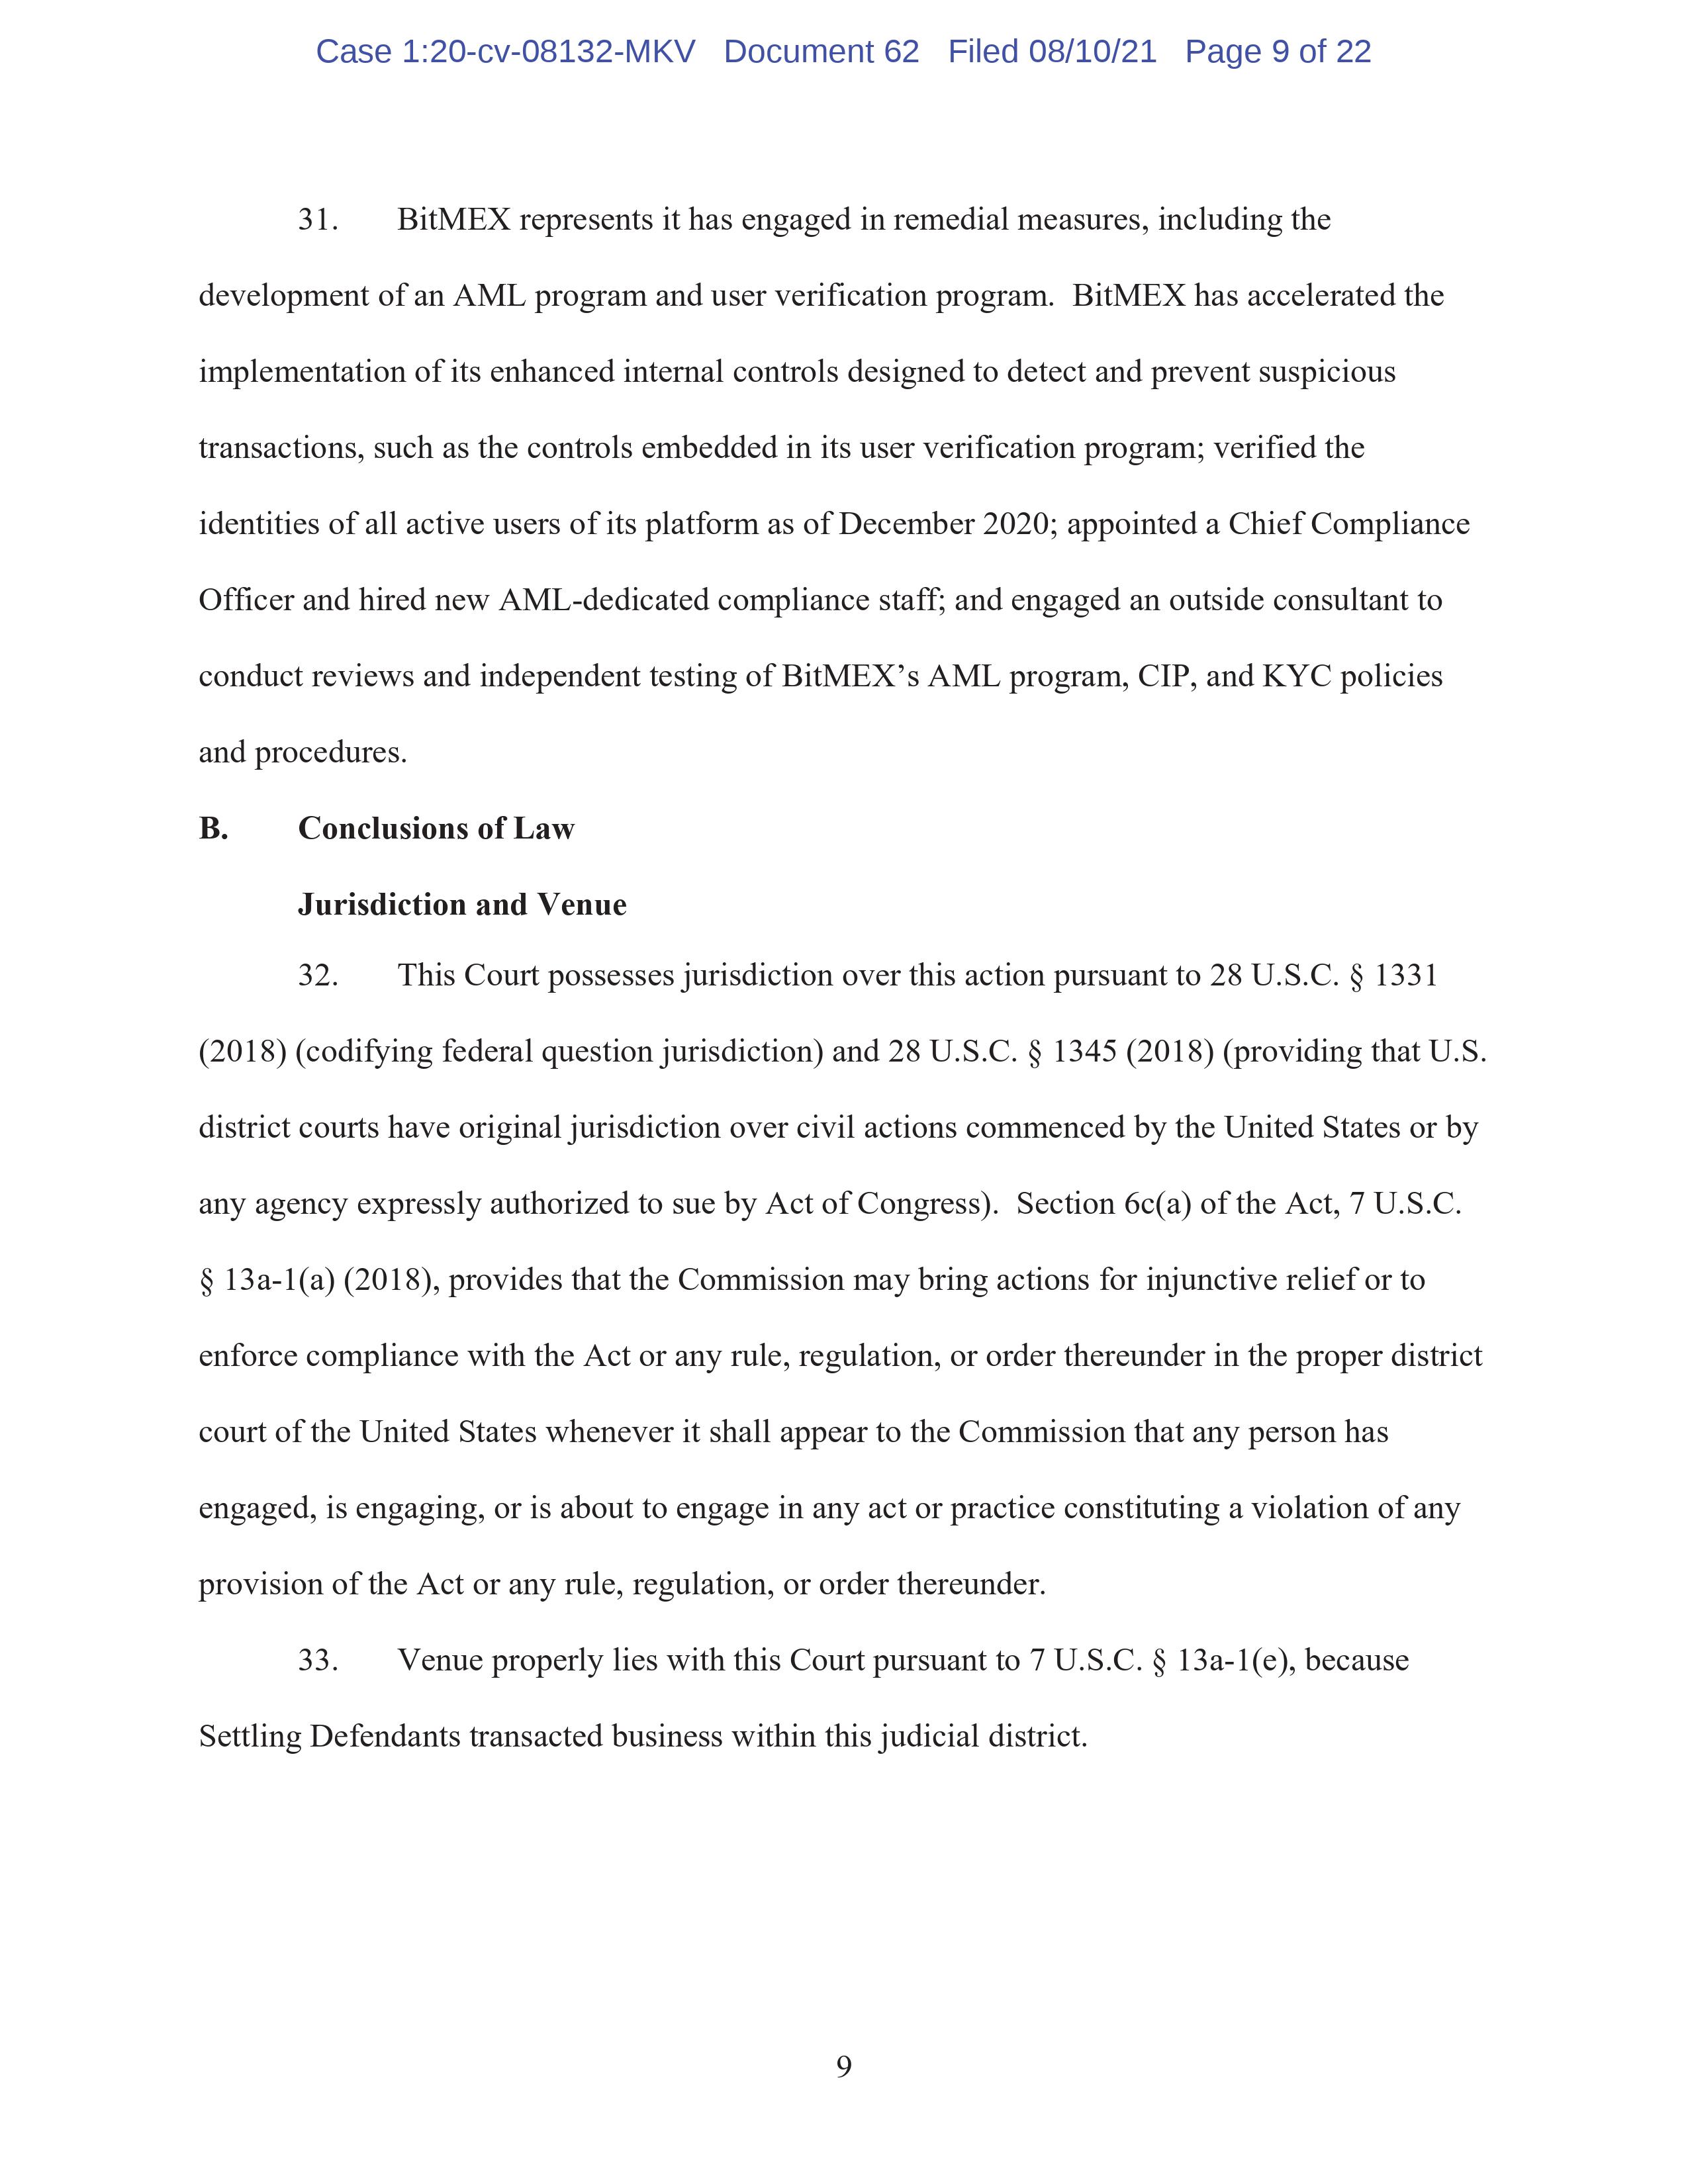 Case 1:20-cv-08132-MKV Document 62 Filed 08/10/21 Page 9 of 22
31. BitMEX represents it has engaged in remedial measures, including the
development of an AML program and user verification program. BitMEX has accelerated the
implementation of its enhanced internal controls designed to detect and prevent suspicious
transactions, such as the controls embedded in its user verification program; verified the
identities of all active users of its platform as of December 2020; appointed a Chief Compliance
Officer and hired new AML-dedicated compliance staff; and engaged an outside consultant to
conduct reviews and independent testing of BitMEX’s AML program, CIP, and KYC policies
and procedures.
B. Conclusions of Law
Jurisdiction and Venue
32. This Court possesses jurisdiction over this action pursuant to 28 U.S.C. § 1331
(2018) (codifying federal question jurisdiction) and 28 U.S.C. § 1345 (2018) (providing that U.S.
district courts have original jurisdiction over civil actions commenced by the United States or by
any agency expressly authorized to sue by Act of Congress). Section 6c(a) of the Act, 7 U.S.C.
§ 13a-1(a) (2018), provides that the Commission may bring actions for injunctive relief or to
enforce compliance with the Act or any rule, regulation, or order thereunder in the proper district
court of the United States whenever it shall appear to the Commission that any person has
engaged, is engaging, or is about to engage in any act or practice constituting a violation of any
provision of the Act or any rule, regulation, or order thereunder.
33. Venue properly lies with this Court pursuant to 7 U.S.C. § 13a-1(e), because
Settling Defendants transacted business within this judicial district.
9